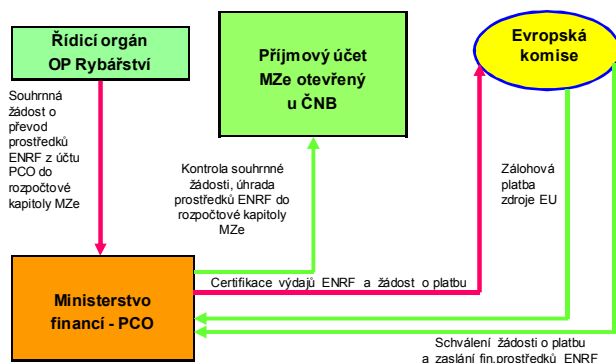 Řídicí orgán
OP Rybářství
Příjmový účet
MZe otevřený
u ČNB
Evropská
komise
Souhrnná
žádost o
převod
prostředků
ENRF z účtu
PCO do
rozpočtové
kapitoly MZe
Kontrola souhrnné
žádosti, úhrada
prostředků ENRF do
rozpočtové kapitoly
MZe
Zálohová
platba
zdroje EU
Ministerstvo
financí - PCO
Certifikace výdajů ENRF a žádost o platbu
Schválení žádosti o platbu
a zaslání fin.prostředků ENRF